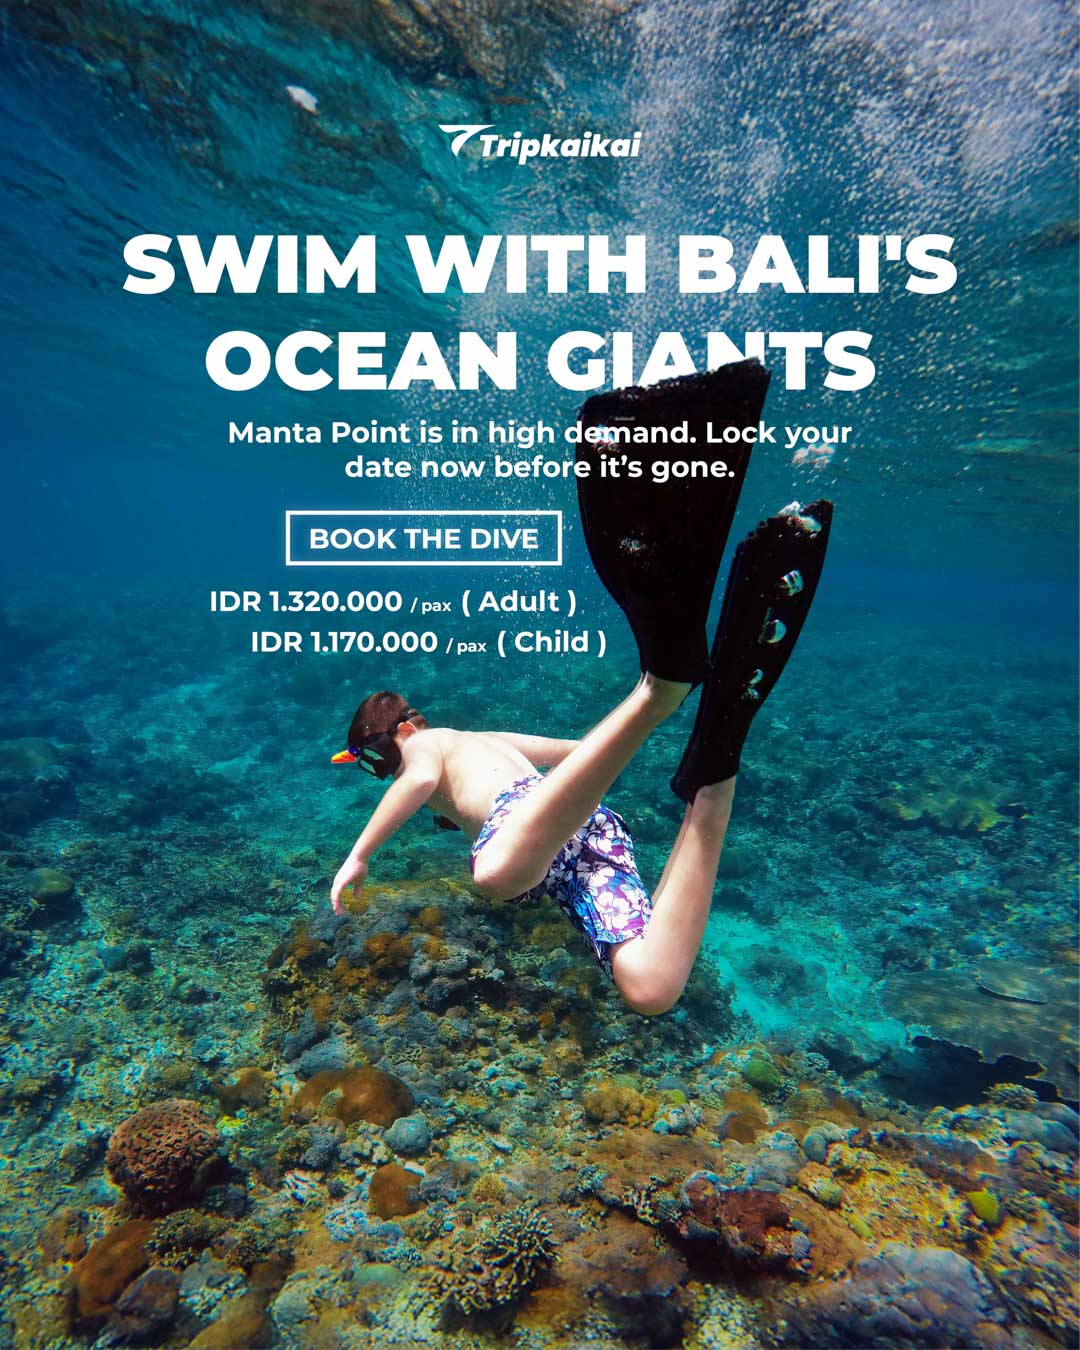 Tripkaikai
SWIM WITH BALI'S
OCEAN GIANTS
Manta Point is in high demand. Lock your
date now before it’s gone.
BOOK THE DIVE
IDR 1.320.000 / pax ( Adult )
IDR 1.170.000 / pax ( Child )